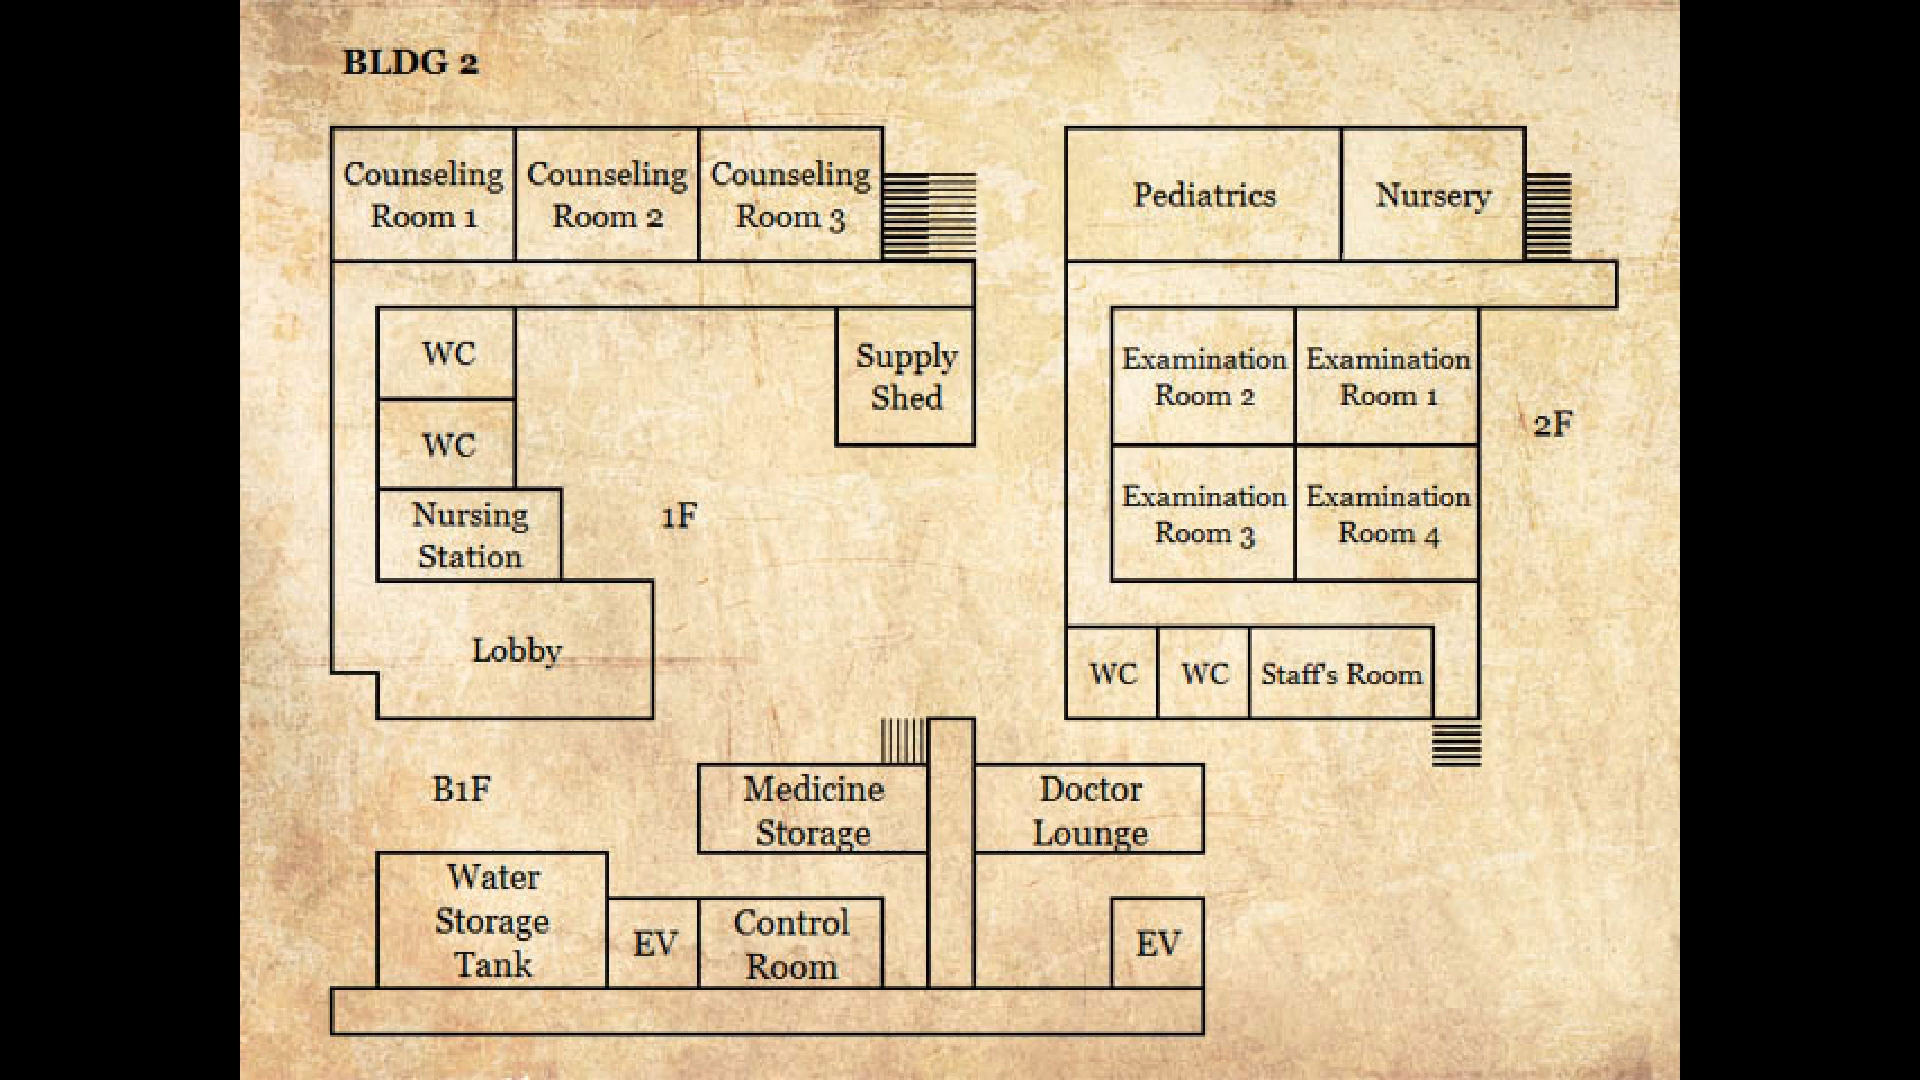 BLDG 2
Counseling
Room 1
Counseling
Room 2
Counseling
Room 3
WC
WC
Nursing
Station
Lobby
Supply
Shed
1F
Pediatrics
Nursery
Examination
Room 2
Examination
Room 1
Examination
Room 3
Examination
Room 4
2F
WC
WC
Staff's Room
B1F
Medicine
Storage
Doctor
Lounge
Water
Storage
Tank
EV
Control
Room
EV